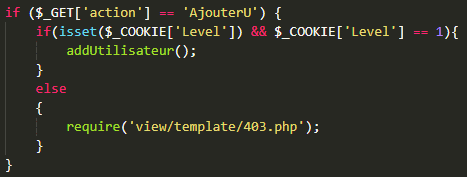 if ($_GET['action'] == 'AjouterU') {
if(isset($_COOKIE['Level']) && $_COOKIE['Level'] == 1){
addUtilisateur();
}
else
{
require('view/template/403.php');
}
}